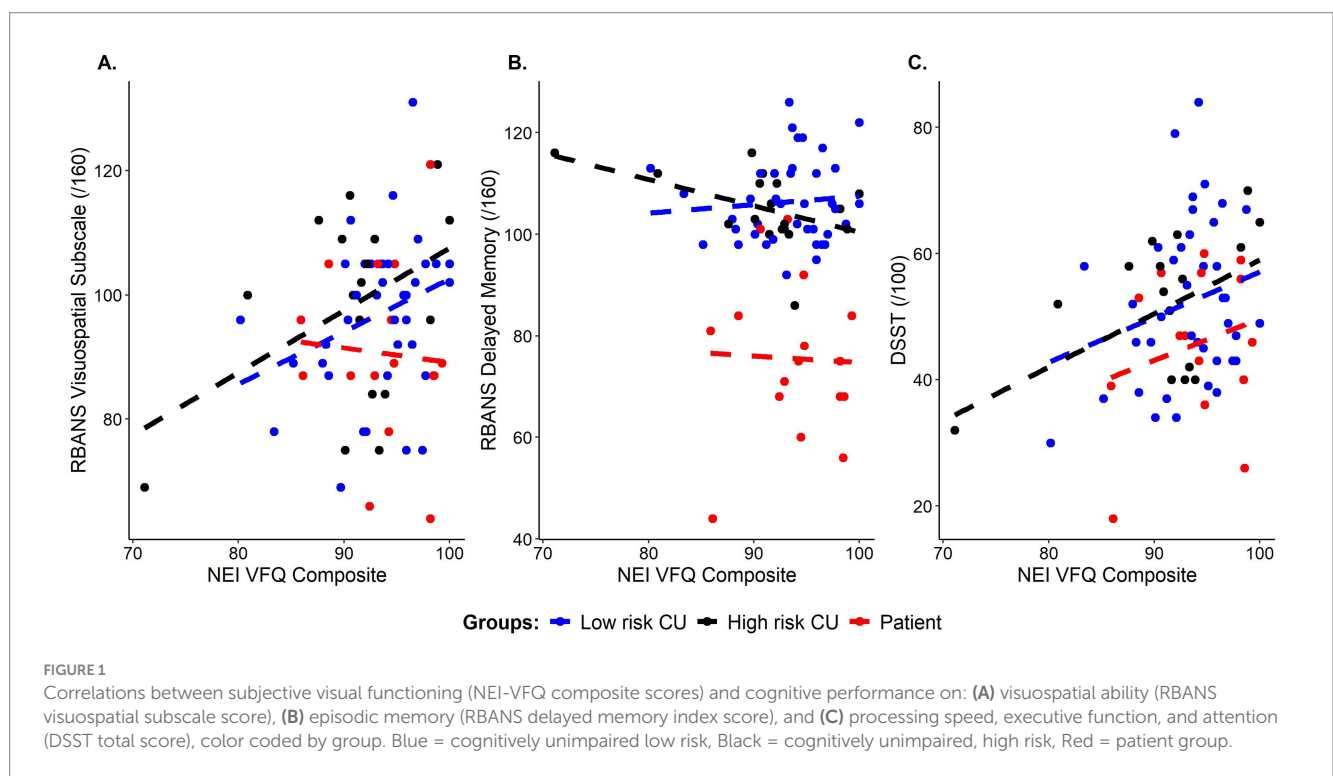 A.
B.
C.
RBANS Visuospatial Subscale (/160)
120
100
80
70
80
90
100
NEI VFQ Composite
RBANS Delayed Memory (/160)
120
100
80
60
40
70
80
90
100
NEI VFQ Composite
DSST (/100)
80
60
40
20
70
80
90
100
NEI VFQ Composite
Groups: Low risk CU High risk CU Patient
FIGURE 1
Correlations between subjective visual functioning (NEI-VFQ composite scores) and cognitive performance on: (A) visuospatial ability (RBANS
visuospatial subscale score), (B) episodic memory (RBANS delayed memory index score), and (C) processing speed, executive function, and attention
(DSST total score), color coded by group. Blue = cognitively unimpaired low risk, Black = cognitively unimpaired, high risk, Red = patient group.